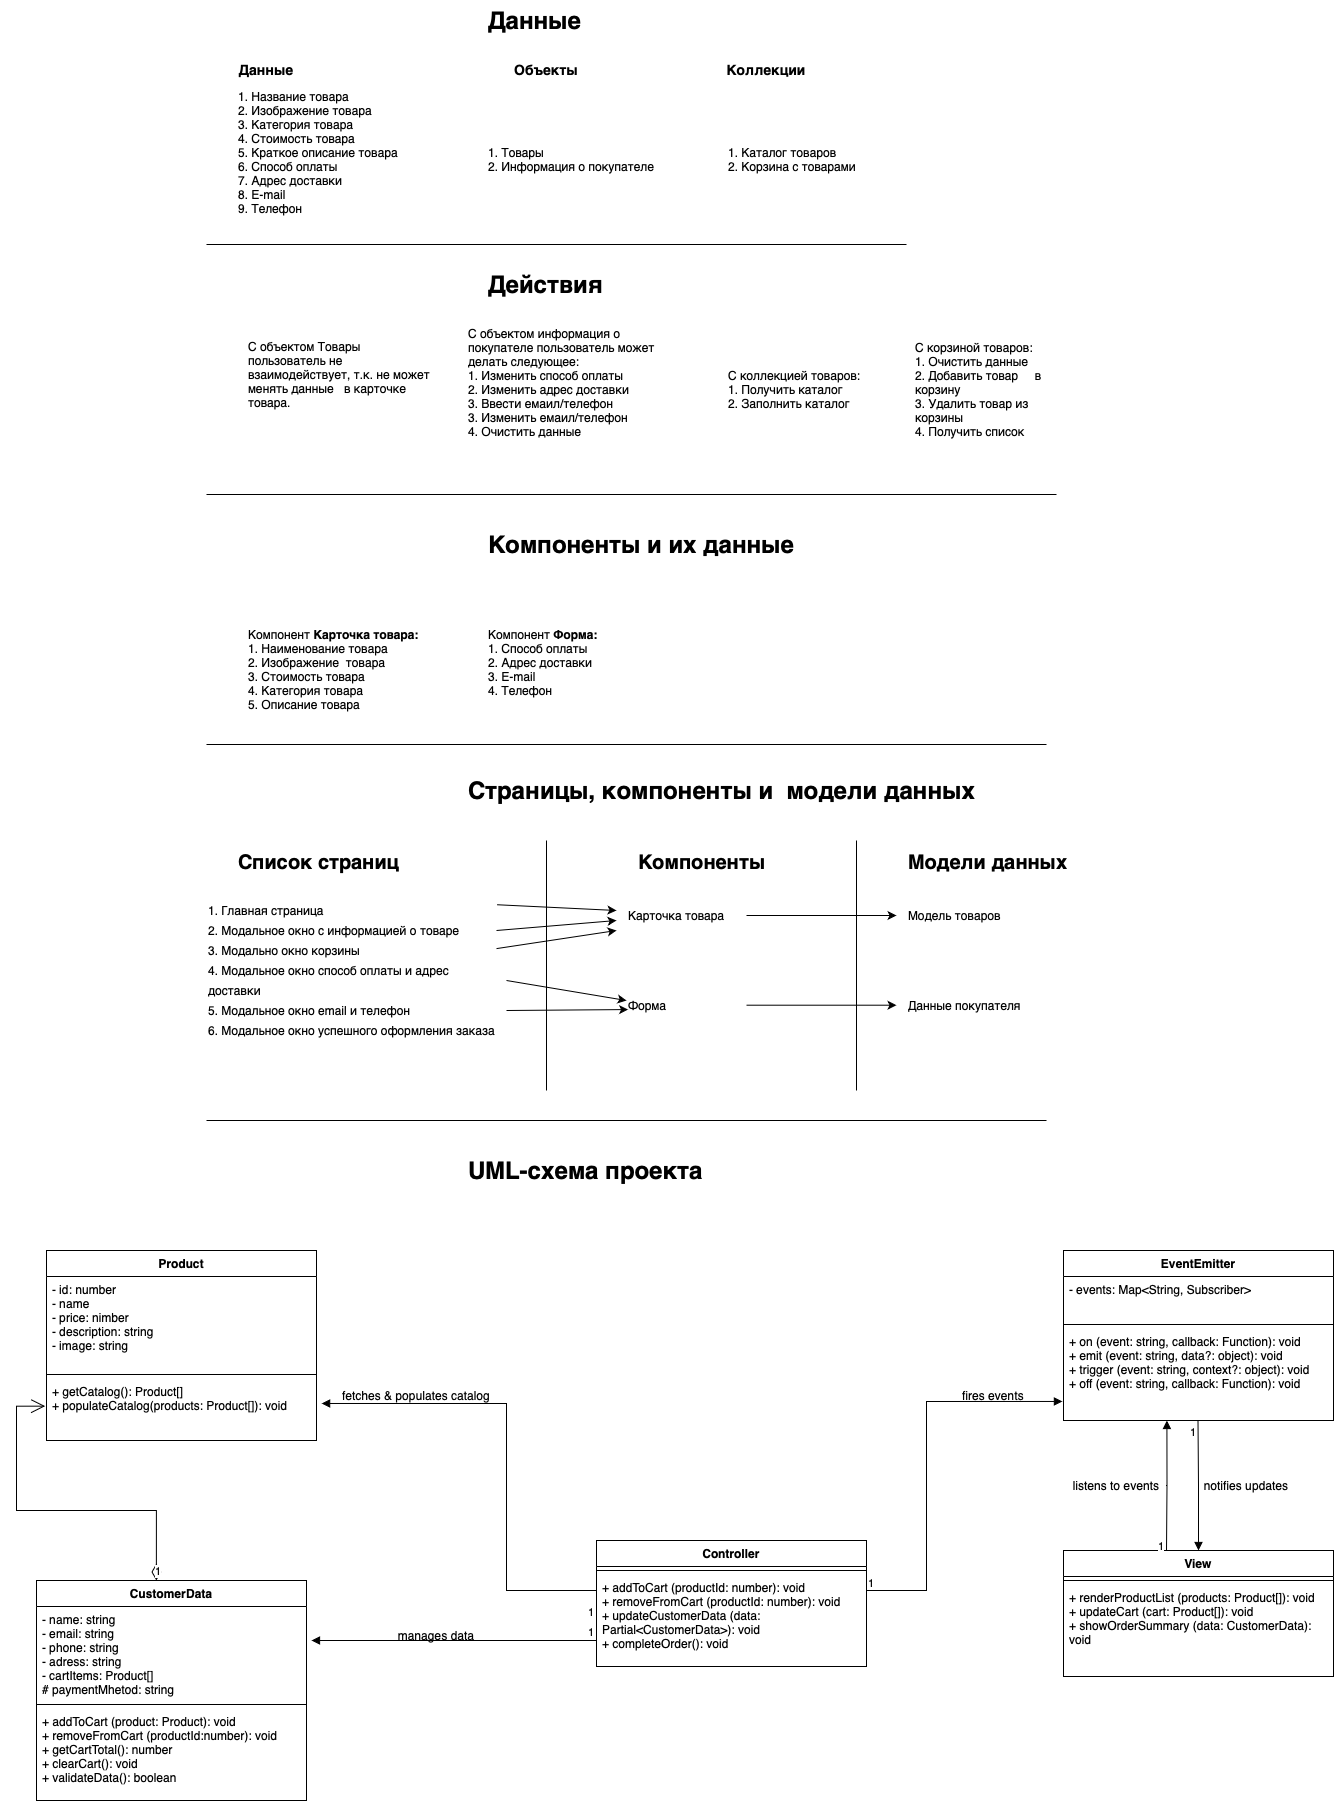 Данные
Данные
1. Название товара
2. Изображение товара
3. Категория товара
4. Стоимость товара
5. Краткое описание товара
6. Способ оплаты
7. Адрес доставки
8. E-mail
9. Телефон
Объекты
1. Товары
2. Информация о покупателе
Коллекции
1. Каталог товаров
2. Корзина с товарами
Действия
С объектом Товары
пользователь не
взаимодействует, т.к. не может
менять данные в карточке
товара.
С объектом информация о
покупателе пользователь может
делать следующее:
1. Изменить способ оплаты
2. Изменить адрес доставки
3. Ввести емаил/телефон
3. Изменить емаил/телефон
4. Очистить данные
С коллекцией товаров:
1. Получить каталог
2. Заполнить каталог
С корзиной товаров:
1. Очистить данные
2. Добавить товар в
корзину
3. Удалить товар из
корзины
4. Получить список
Компоненты и их данные
Компонент Карточка товара:
1. Наименование товара
2. Изображение товара
3. Стоимость товара
4. Категория товара
5. Описание товара
Компонент Форма:
1. Способ оплаты
2. Адрес доставки
3. E-mail
4. Телефон
Страницы, компоненты и модели данных
Список страниц
1. Главная страница
2. Модальное окно с информацией о товаре
3. Модально окно корзины
4. Модальное окно способ оплаты и адрес
доставки
5. Модальное окно email и телефон
6. Модальное окно успешного оформления заказа
Компоненты
Карточка товара
Форма
Модели данных
Модель товаров
Данные покупателя
UML-схема проекта
Product
- id: number
- name
- price: nimber
- description: string
- image: string
+ getCatalog(): Product[]
+ populateCatalog(products: Product[]): void
fetches & populates catalog
fires events
EventEmitter
- events: Map<String, Subscriber>
+ on (event: string, callback: Function): void
+ emit (event: string, data?: object): void
+ trigger (event: string, context?: object): void
+ off (event: string, callback: Function): void
1
listens to events
notifies updates
1
View
+ renderProductList (products: Product[]): void
+ updateCart (cart: Product[]): void
+ showOrderSummary (data: CustomerData):
void
Controller
+ addToCart (productId: number): void
+ removeFromCart (productId: number): void
+ updateCustomerData (data:
Partial<CustomerData>): void
+ completeOrder(): void
1
1
1
manages data
1
CustomerData
- name: string
- email: string
- phone: string
- adress: string
- cartItems: Product[]
# paymentMhetod: string
+ addToCart (product: Product): void
+ removeFromCart (productId:number): void
+ getCartTotal(): number
+ clearCart(): void
+ validateData(): boolean